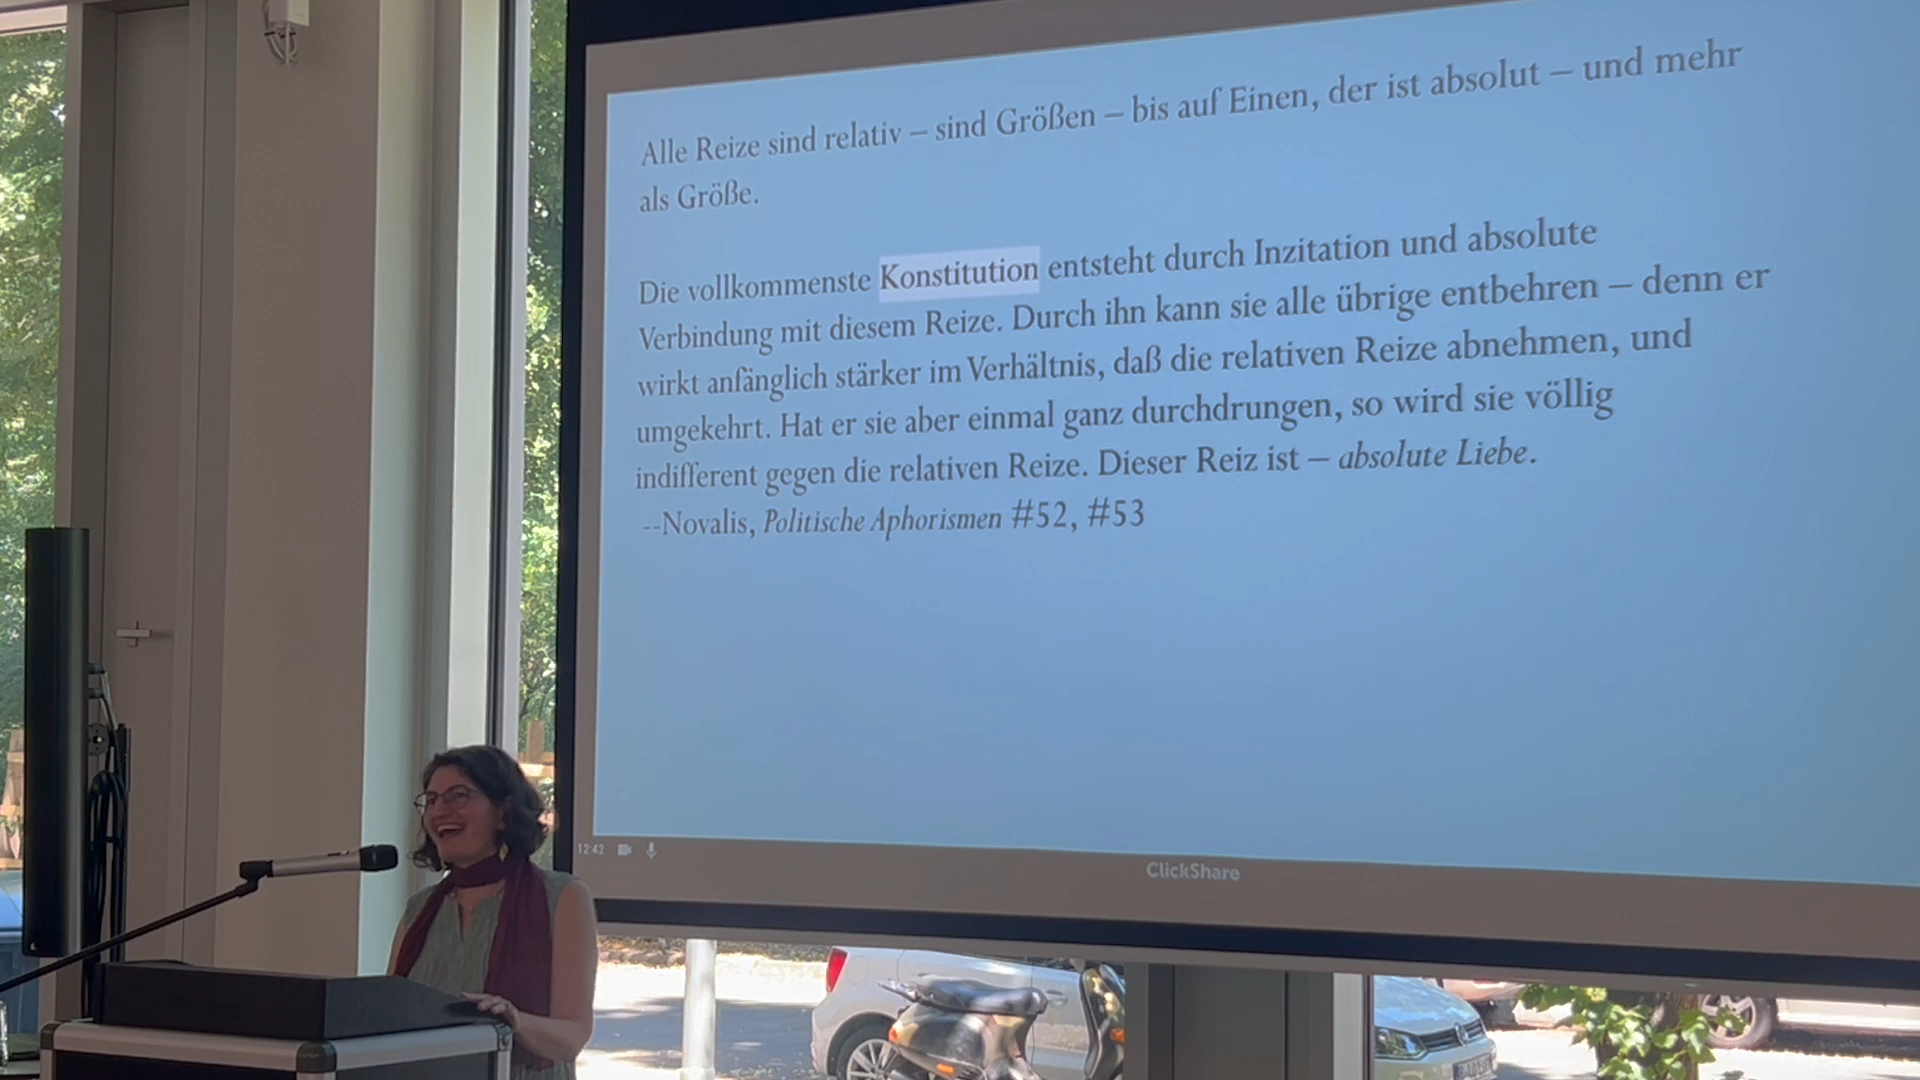 Alle Reize sind relativ – sind Größen – bis auf Einen, der ist absolut – und mehr
als Größe.
Die vollkommenste Konstitution entsteht durch Inzitation und absolute
Verbindung mit diesem Reize. Durch ihn kann sie alle übrige entbehren – denn er
wirkt anfänglich stärker im Verhältnis, daß die relativen Reize abnehmen, und
umgekehrt. Hat er sie aber einmal ganz durchdrungen, so wird sie völlig
indifferent gegen die relativen Reize. Dieser Reiz ist – absolute Liebe.
--Novalis, Politische Aphorismen #52, #53
12:42
ClickShare